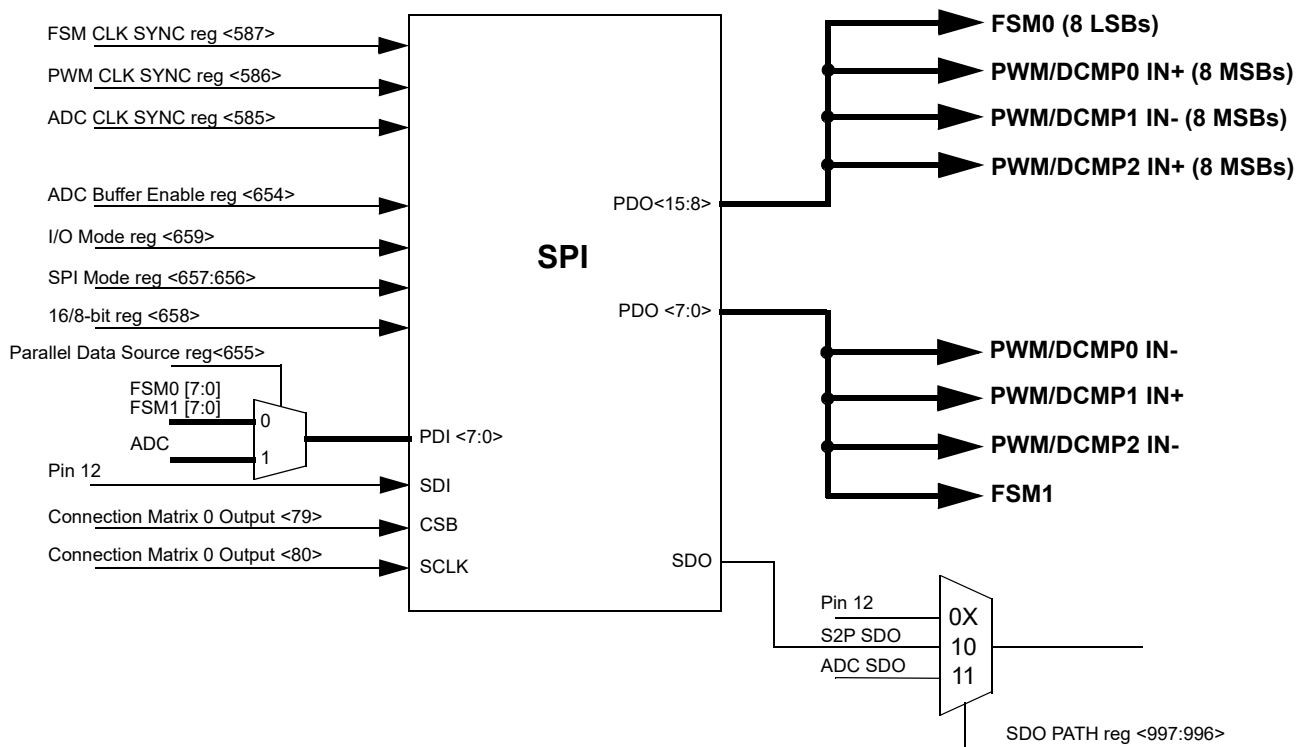 FSM CLK SYNC reg <587>
PWM CLK SYNC reg <586>
ADC CLK SYNC reg <585>
ADC Buffer Enable reg <654>
I/O Mode reg <659>
SPI Mode reg <657:656>
16/8-bit reg <658>
Parallel Data Source reg<655>
FSM0 [7:0]
FSM1 [7:0]
0
ADC
1
Pin 12
Connection Matrix 0 Output <79>
Connection Matrix 0 Output <80>
SPI
PDI <7:0>
SDI
CSB
SCLK
PDO<15:8>
PDO <7:0>
SDO
FSM0 (8 LSBs)
PWM/DCMP0 IN+ (8 MSBs)
PWM/DCMP1 IN- (8 MSBs)
PWM/DCMP2 IN+ (8 MSBs)
PWM/DCMP0 IN-
PWM/DCMP1 IN+
PWM/DCMP2 IN-
FSM1
Pin 12
0X
S2P SDO
10
ADC SDO
11
SDO PATH reg <997:996>